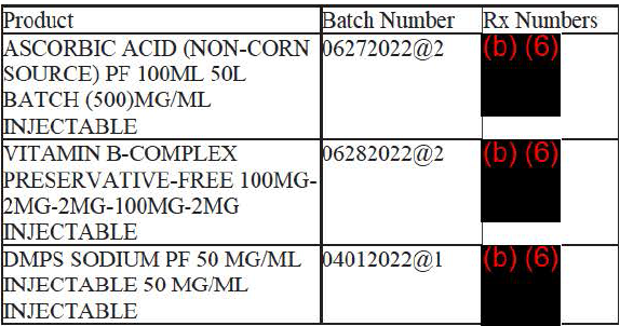 Product Batch Number Rx Numbers
ASCORBIC ACID (NON-CORN 06272022@2 (b) (6)
SOURCE) PF 100ML 50L
BATCH (500)MG/ML
INJECTABLE
VITAMIN B-COMPLEX 06282022@2 (b) (6)
PRESERVATIVE-FREE 100MG-
2MG-2MG-100MG-2MG
INJECTABLE
DMPS SODIUM PF 50 MG/ML 04012022@1 (b) (6)
INJECTABLE 50 MG/ML
INJECTABLE